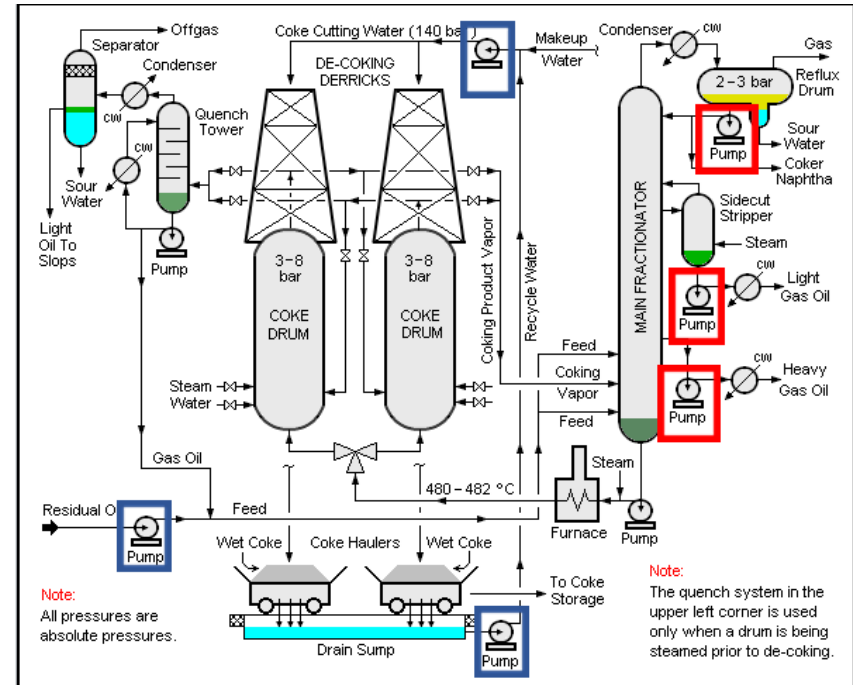 Offgas
Separator
Condenser
CW
Quench
Tower
CW
Sour
Water
Light
Oil To
Slops
Pump
Coke Cutting Water (140 bar)
DE-COKING
DERRICKS
Makeup
Water
Condenser
CW
Gas
2–3 bar
Reflux
Drum
Pump
Sour
Water
Coker
Naphtha
Sidecut
Stripper
Steam
MAIN FRACTIONATOR
CW
Light
Gas Oil
Pump
CW
Heavy
Gas Oil
Pump
3–8
bar
COKE
DRUM
3–8
bar
COKE
DRUM
Coking Product Vapor
Recycle Water
Feed
Coking
Vapor
Feed
Steam
Water
Gas Oil
480–482 °C
Steam
Furnace
Pump
Residual O
Feed
Pump
Wet Coke
Coke Haulers
Wet Coke
To Coke
Storage
Drain Sump
Pump
Note:
All pressures are
absolute pressures.
Note:
The quench system in the
upper left corner is used
only when a drum is being
steamed prior to de-coking.